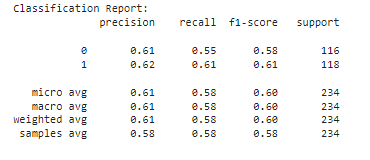 Classification Report:
precision recall f1-score support
0 0.61 0.55 0.58 116
1 0.62 0.61 0.61 118
micro avg 0.61 0.58 0.60 234
macro avg 0.61 0.58 0.60 234
weighted avg 0.61 0.58 0.60 234
samples avg 0.58 0.58 0.58 234